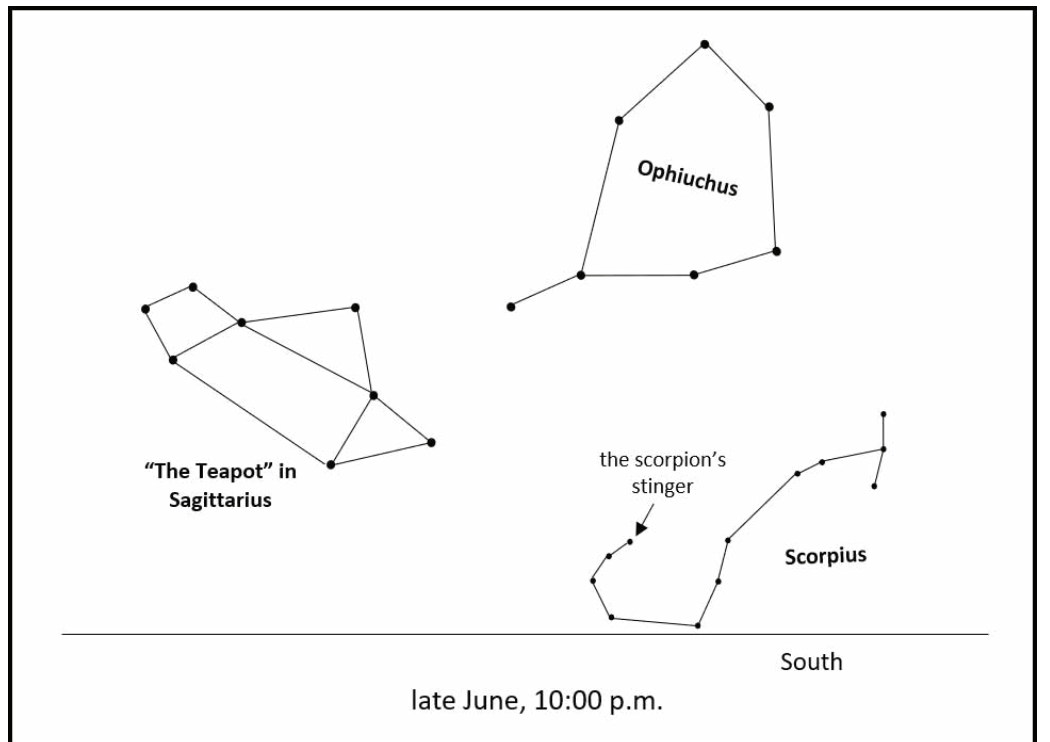 Ophiuchus
"The Teapot" in
Sagittarius
the scorpion's
stinger
Scorpius
South
late June, 10:00 p.m.